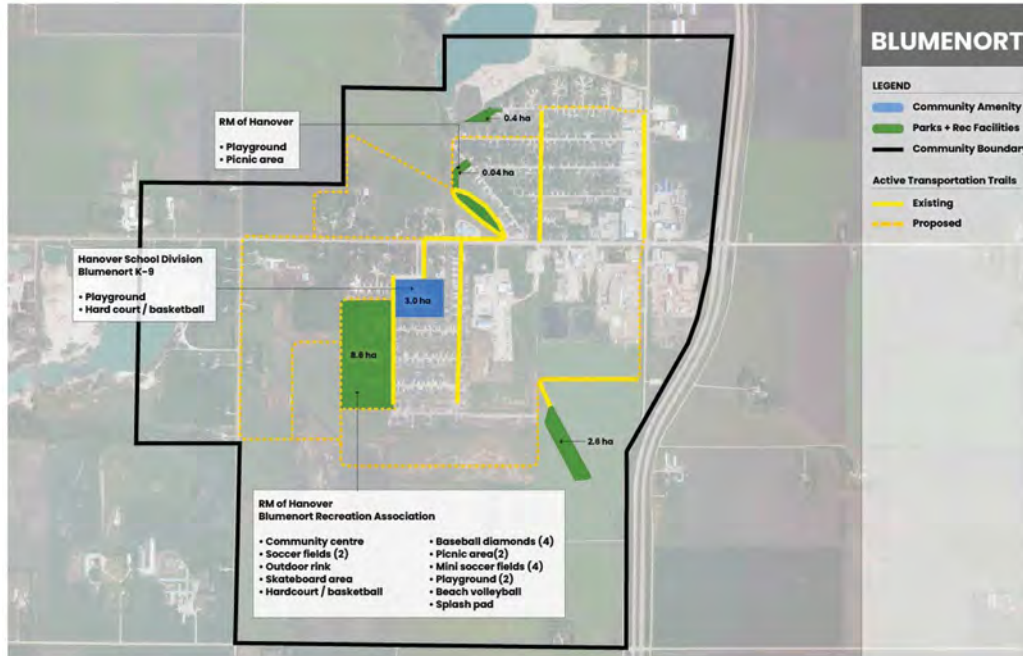 BLUMENORT
LEGEND
Community Amenity
Parks + Rec Facilities
Community Boundary
Active Transportation Trails
Existing
Proposed
RM of Hanover
• Playground
• Picnic area
0.4 ha
0.04 ha
Hanover School Division
Blumenort K-9
• Playground
• Hard court / basketball
3.0 ha
8.8 ha
2.6 ha
RM of Hanover
Blumenort Recreation Association
• Community centre
• Soccer fields (2)
• Outdoor rink
• Skateboard area
• Hardcourt / basketball
• Baseball diamonds (4)
• Picnic area(2)
• Mini soccer fields (4)
• Playground (2)
• Beach volleyball
• Splash pad